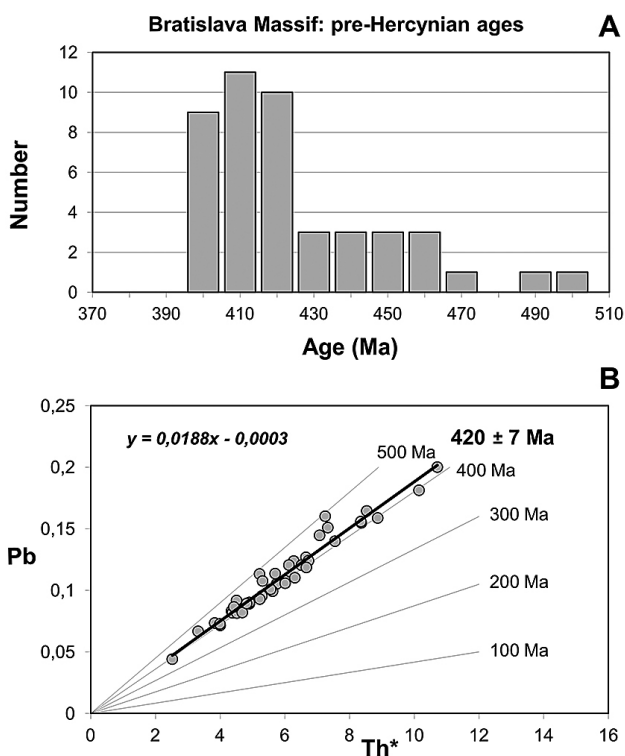 Bratislava Massif: pre-Hercynian ages
A
12
10
8
6
4
2
0
Number
370 390 410 430 450 470 490 510
Age (Ma)
B
0,25
0,2
0,15
0,1
0,05
0
Pb
y = 0,0188x - 0,0003
420 ± 7 Ma
500 Ma
400 Ma
300 Ma
200 Ma
100 Ma
0 2 4 6 8 10 12 14 16
Th*